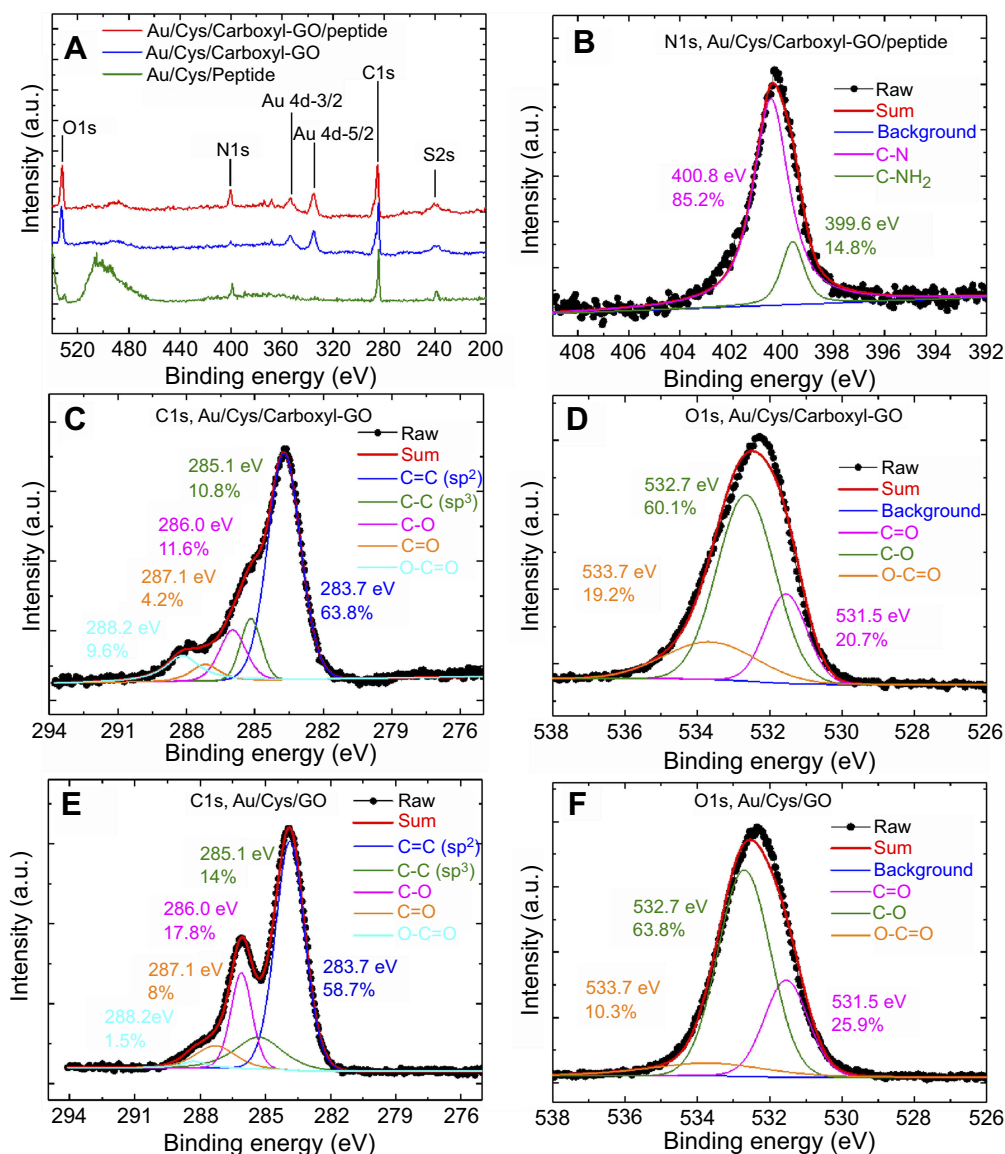 A
Au/Cys/Carboxyl-GO/peptide
Au/Cys/Carboxyl-GO
Au/Cys/Peptide
O1s
N1s
Au 4d-3/2
Au 4d-5/2
C1s
S2s
Intensity (a.u.)
520 480 440 400 360 320 280 240 200
Binding energy (eV)
B
N1s, Au/Cys/Carboxyl-GO/peptide
Raw
Sum
Background
C-N
C-NH₂
400.8 eV
85.2%
399.6 eV
14.8%
Intensity (a.u.)
408 406 404 402 400 398 396 394 392
Binding energy (eV)
C
C1s, Au/Cys/Carboxyl-GO
Raw
Sum
C=C (sp²)
C-C (sp³)
C-O
C=O
O-C=O
285.1 eV
10.8%
286.0 eV
11.6%
287.1 eV
4.2%
288.2 eV
9.6%
283.7 eV
63.8%
Intensity (a.u.)
294 291 288 285 282 279 276
Binding energy (eV)
D
O1s, Au/Cys/Carboxyl-GO
Raw
Sum
Background
C=O
C-O
O-C=O
532.7 eV
60.1%
533.7 eV
19.2%
531.5 eV
20.7%
Intensity (a.u.)
538 536 534 532 530 528 526
Binding energy (eV)
E
C1s, Au/Cys/GO
Raw
Sum
C=C (sp²)
C-C (sp³)
C-O
C=O
O-C=O
285.1 eV
14%
286.0 eV
17.8%
287.1 eV
8%
288.2eV
1.5%
283.7 eV
58.7%
Intensity (a.u.)
294 291 288 285 282 279 276
Binding energy (eV)
F
O1s, Au/Cys/GO
Raw
Sum
Background
C=O
C-O
O-C=O
532.7 eV
63.8%
533.7 eV
10.3%
531.5 eV
25.9%
Intensity (a.u.)
538 536 534 532 530 528 526
Binding energy (eV)